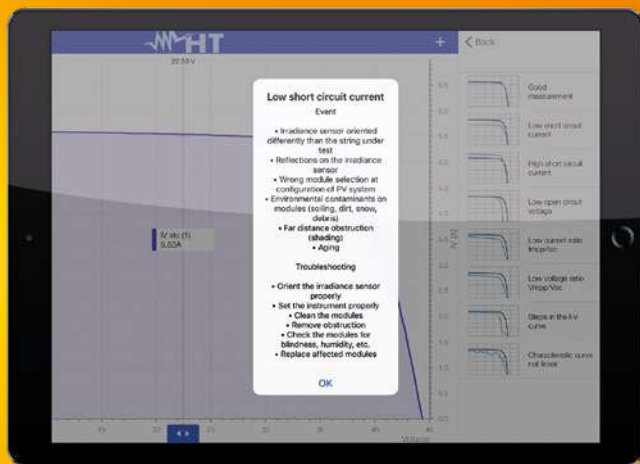 HT
+
Back
22.53 V
Low short circuit current
Event
• Irradiance sensor oriented
differently than the string under
test
• Reflections on the irradiance
sensor
• Wrong module selection at
configuration of PV system
• Environmental contaminants on
modules (soiling, dirt, snow,
debris)
• Far distance obstruction
(shading)
• Aging
Troubleshooting
• Orient the irradiance sensor
properly
• Set the instrument properly
• Clean the modules
• Remove obstruction
• Check the modules for
blindness, humidity, etc.
• Replace affected modules
OK
IV stc (1)
Good
measurement
Low short circuit
current
High short circuit
current
Low open circuit
voltage
Low current ratio
Impp/Isc
Low voltage ratio
Vmpp/Voc
Steps in the I-V
curve
Characteristic curve
not linear
Voltage